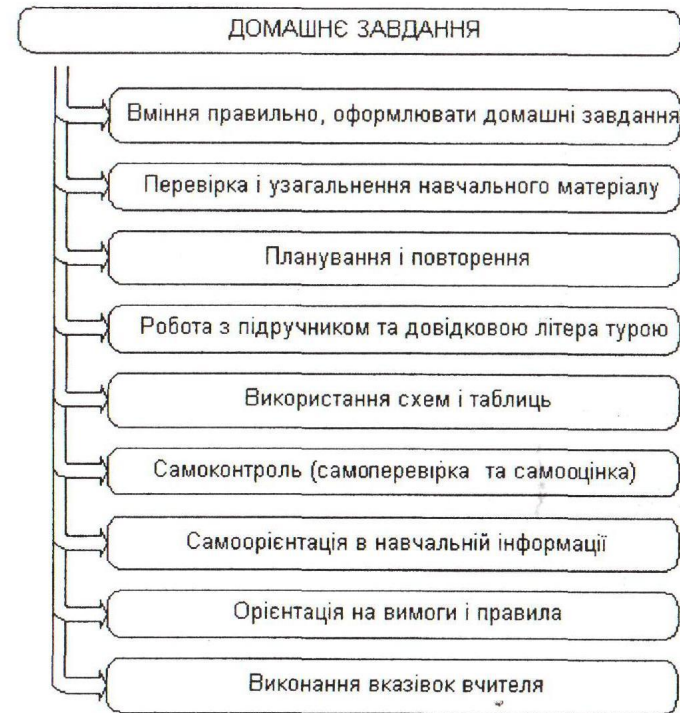 ДОМАШНЄ ЗАВДАННЯ
Вміння правильно, оформлювати домашні завдання
Перевірка і узагальнення навчального матеріалу
Планування і повторення
Робота з підручником та довідковою літера турою
Використання схем і таблиць
Самоконтроль (самоперевірка та самооцінка)
Самоорієнтація в навчальній інформації
Орієнтація на вимоги і правила
Виконання вказівок вчителя